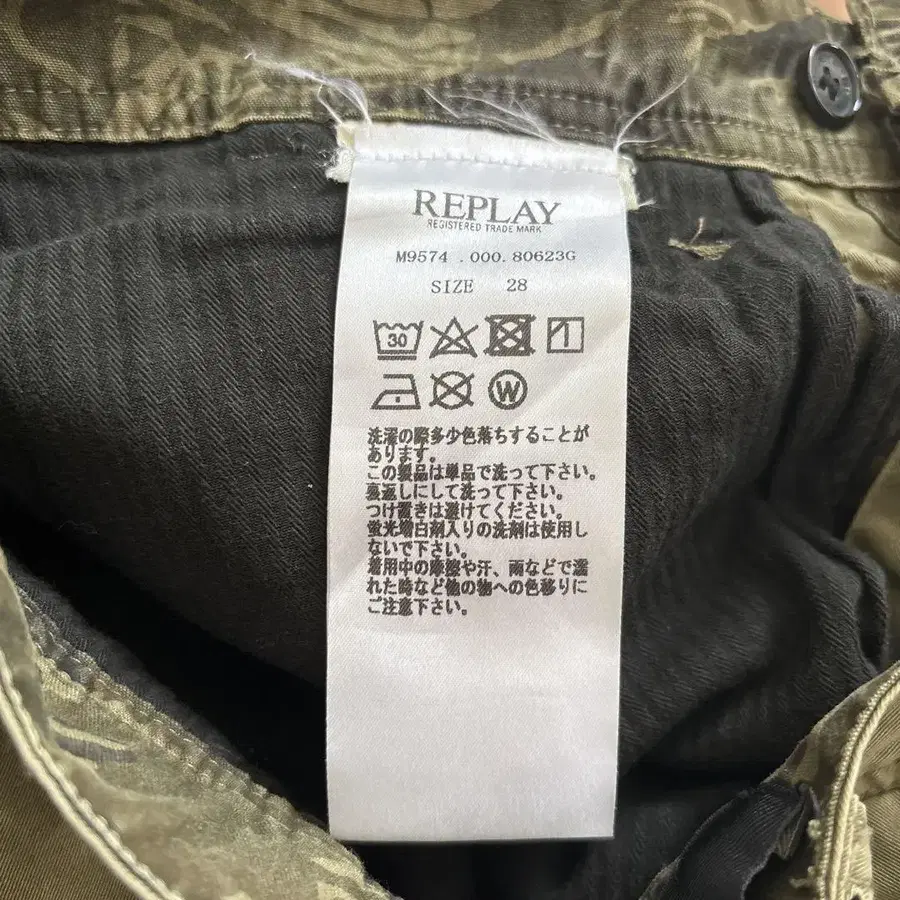 REPLAY
REGISTERED TRADE MARK
M9574 .000. 80623G
SIZE 28
30
W
洗濯の際多少色落ちすることが
あります。
この製品は単品で洗って下さい。
裏返しにして洗って下さい。
つけ置きは避けてください。
蛍光増白剤入りの洗剤は使用し
ないで下さい。
着用中の摩擦や汗、雨などで濡
れた時など他の物への色移りに
ご注意下さい。